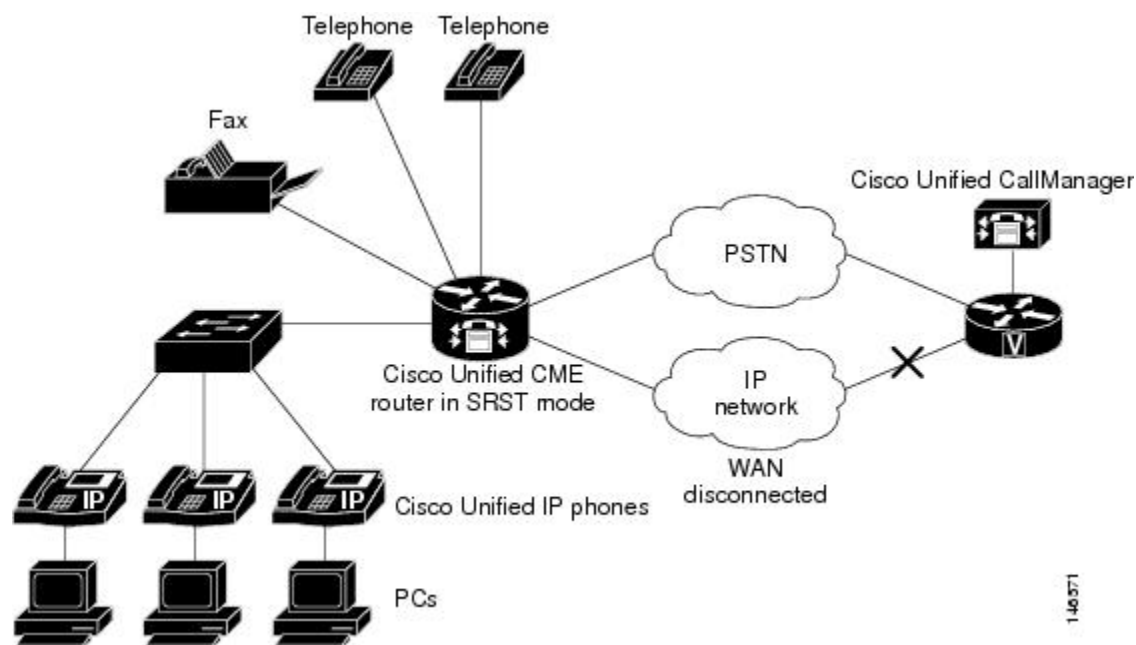 Telephone
Telephone
Fax
Cisco Unified CallManager
PSTN
V
Cisco Unified CME
router in SRST mode
IP
network
WAN
disconnected
IP
IP
IP
Cisco Unified IP phones
PCs
146571